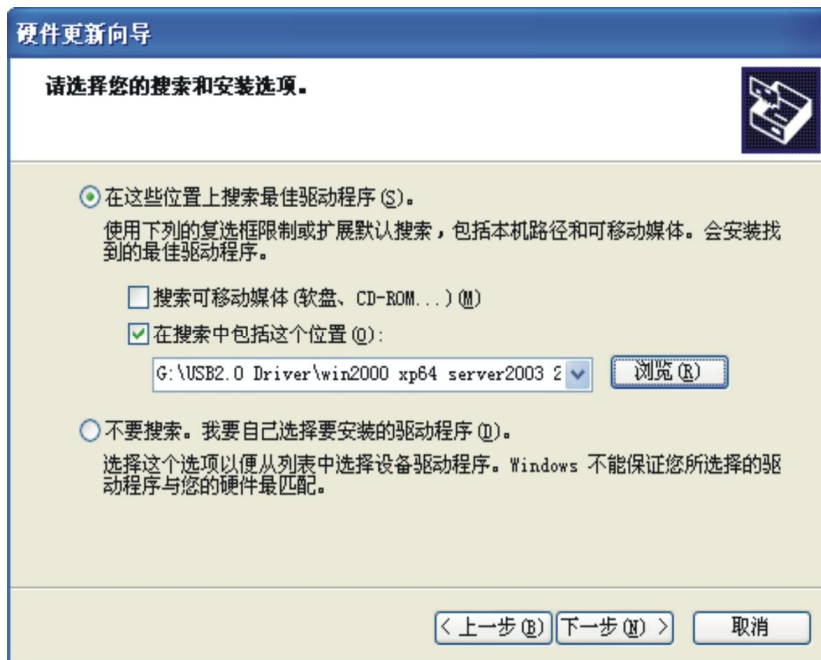 硬件更新向导
请选择您的搜索和安装选项。
在这些位置上搜索最佳驱动程序(S)。
使用下列的复选框限制或扩展默认搜索，包括本机路径和可移动媒体。会安装找
到的最佳驱动程序。
搜索可移动媒体(软盘、CD-ROM...)(M)
在搜索中包括这个位置(O):
G:\USB2.0 Driver\win2000 xp64 server2003 2
浏览(R)
不要搜索。我要自己选择要安装的驱动程序(D)。
选择这个选项以便从列表中选择设备驱动程序。Windows 不能保证您所选择的驱
动程序与您的硬件最匹配。
< 上一步(B) 下一步(N) > 取消